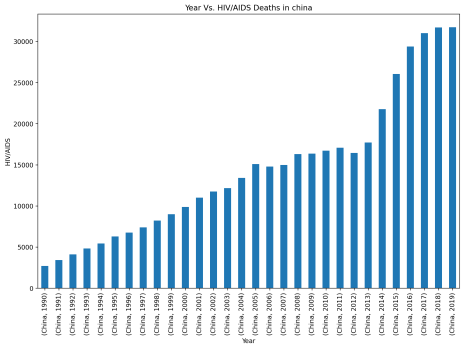 Year Vs. HIV/AIDS Deaths in china
HIV/AIDS
30000
25000
20000
15000
10000
5000
0
(China, 1990)
(China, 1991)
(China, 1992)
(China, 1993)
(China, 1994)
(China, 1995)
(China, 1996)
(China, 1997)
(China, 1998)
(China, 1999)
(China, 2000)
(China, 2001)
(China, 2002)
(China, 2003)
(China, 2004)
(China, 2005)
(China, 2006)
(China, 2007)
(China, 2008)
(China, 2009)
(China, 2010)
(China, 2011)
(China, 2012)
(China, 2013)
(China, 2014)
(China, 2015)
(China, 2016)
(China, 2017)
(China, 2018)
(China, 2019)
Year